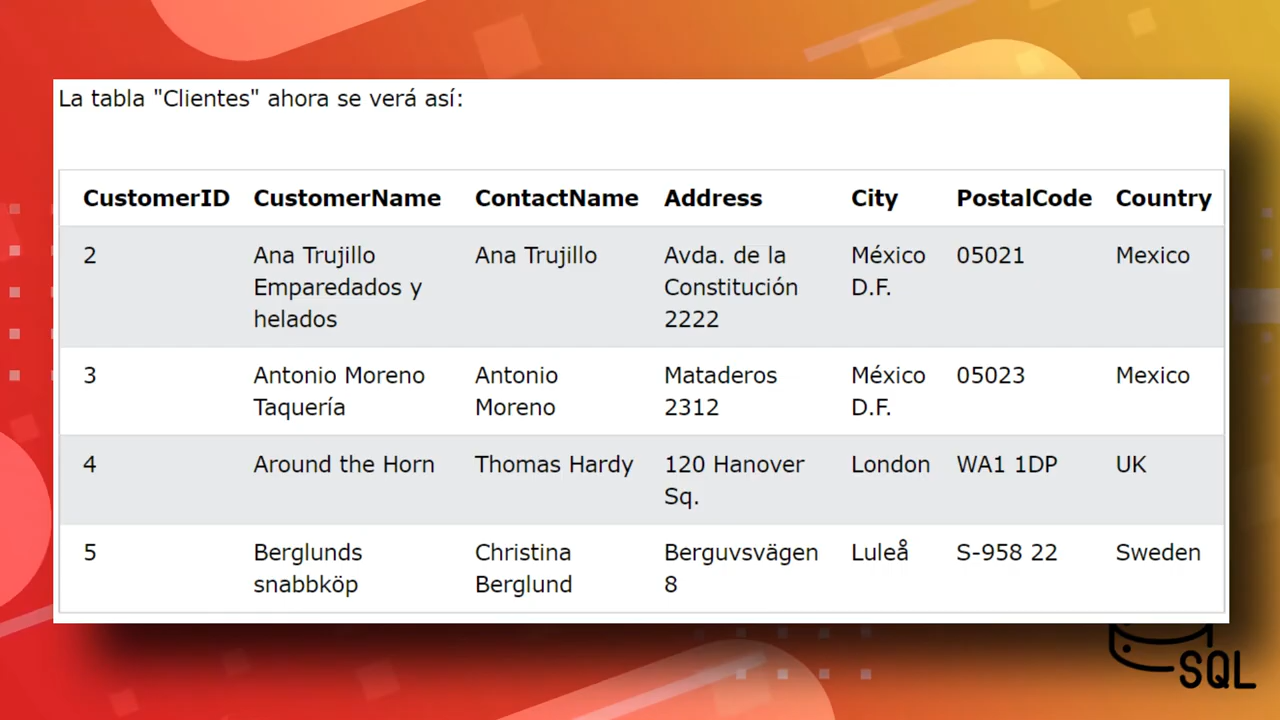 La tabla "Clientes" ahora se verá así:
CustomerID CustomerName ContactName Address City PostalCode Country
2 Ana Trujillo Ana Trujillo Avda. de la México 05021 Mexico
Emparedados y Constitución D.F.
helados 2222
3 Antonio Moreno Antonio Mataderos México 05023 Mexico
Taquería Moreno 2312 D.F.
4 Around the Horn Thomas Hardy 120 Hanover London WA1 1DP UK
Sq.
5 Berglunds Christina Berguvsvägen Luleå S-958 22 Sweden
snabbköp Berglund 8
SQL